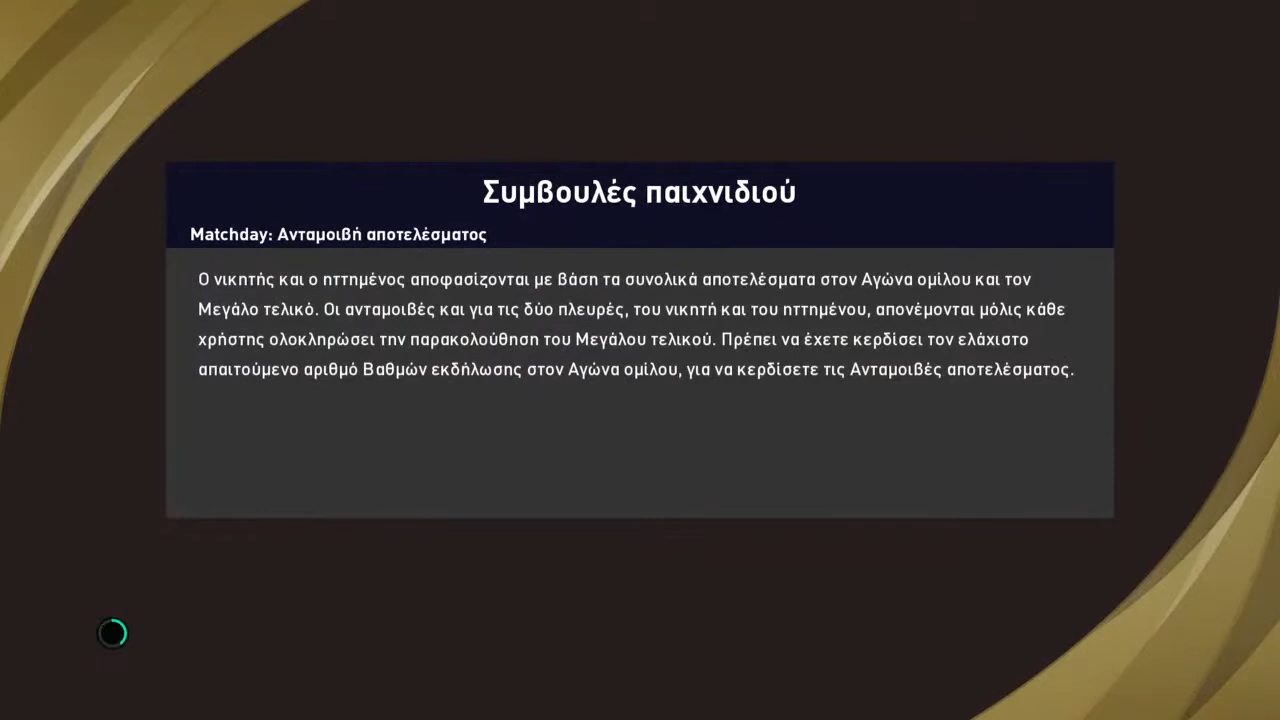 Συμβουλές παιχνιδιού
Matchday: Ανταμοιβή αποτελέσματος
Ο νικητής και ο ηττημένος αποφασίζονται με βάση τα συνολικά αποτελέσματα στον Αγώνα ομίλου και τον
Μεγάλο τελικό. Οι ανταμοιβές και για τις δύο πλευρές, του νικητή και του ηττημένου, απονέμονται μόλις κάθε
χρήστης ολοκληρώσει την παρακολούθηση του Μεγάλου τελικού. Πρέπει να έχετε κερδίσει τον ελάχιστο
απαιτούμενο αριθμό Βαθμών εκδήλωσης στον Αγώνα ομίλου, για να κερδίσετε τις Ανταμοιβές αποτελέσματος.